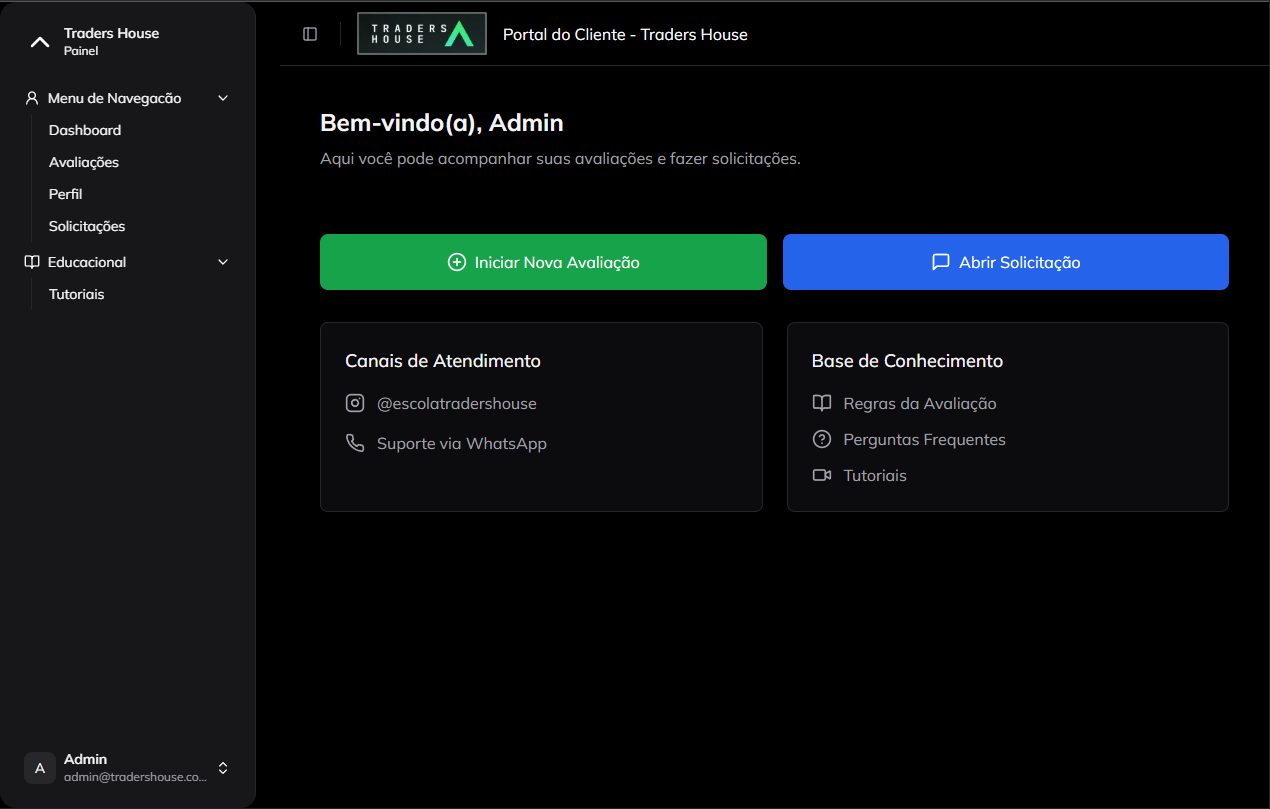 Traders House
Painel
Menu de Navegacão
Dashboard
Avaliações
Perfil
Solicitações
Educacional
Tutoriais
A
Admin
admin@tradershouse.co...
TRADERS
HOUSE
Portal do Cliente - Traders House
Bem-vindo(a), Admin
Aqui você pode acompanhar suas avaliações e fazer solicitações.
Iniciar Nova Avaliação
Abrir Solicitação
Canais de Atendimento
@escolatradershouse
Suporte via WhatsApp
Base de Conhecimento
Regras da Avaliação
Perguntas Frequentes
Tutoriais